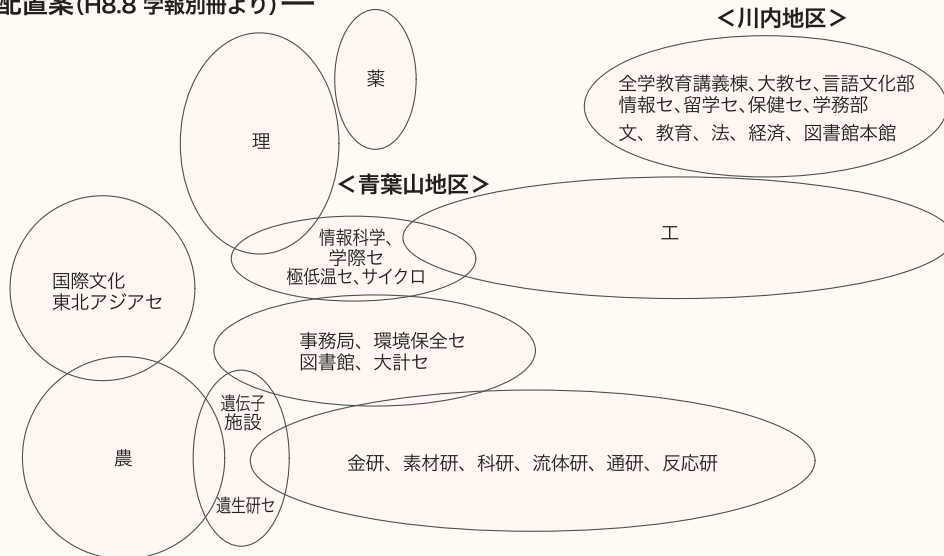 配置案(H8.8 学報別冊より)
<川内地区>
薬
全学教育講義棟、大教セ、言語文化部
情報セ、留学セ、保健セ、学務部
文、教育、法、経済、図書館本館
理
<青葉山地区>
工
情報科学、
学際セ
極低温セ、サイクロ
国際文化
東北アジアセ
事務局、環境保全セ
図書館、大計セ
遺伝子
施設
農
金研、素材研、科研、流体研、通研、反応研
遺生研セ